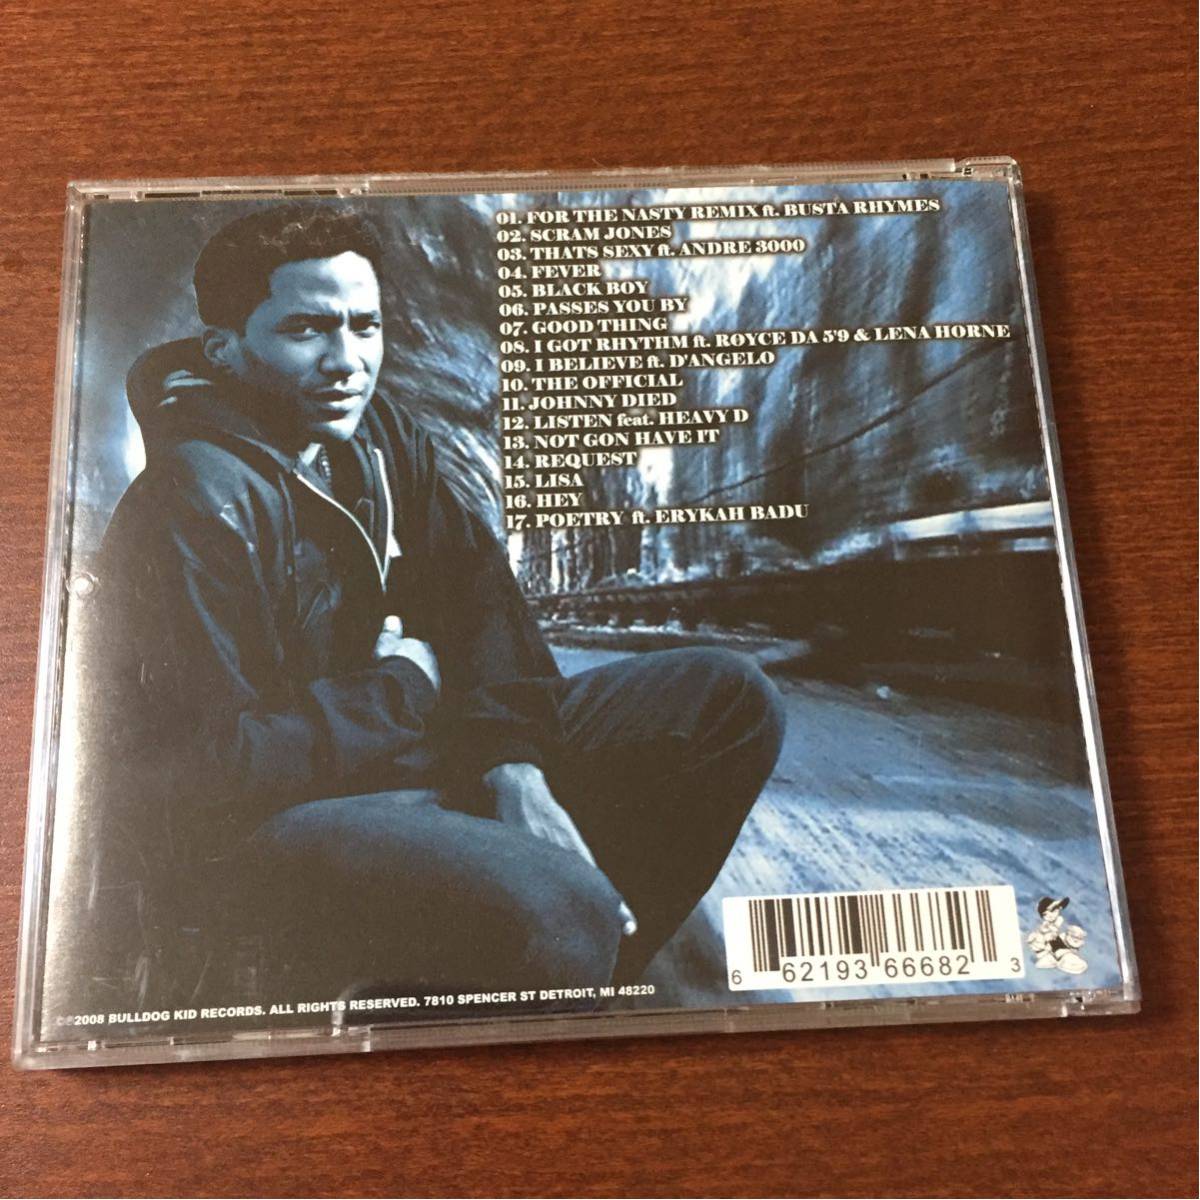 01. FOR THE NASTY REMIX ft. BUSTA RHYMES
02. SCRAM JONES
03. THATS SEXY ft. ANDRE 3000
04. FEVER
05. BLACK BOY
06. PASSES YOU BY
07. GOOD THING
08. I GOT RHYTHM ft. RØYCE DA 5'9 & LENA HORNE
09. I BELIEVE ft. D'ANGELO
10. THE OFFICIAL
11. JOHNNY DIED
12. LISTEN feat. HEAVY D
13. NOT GON HAVE IT
14. REQUEST
15. LISA
16. HEY
17. POETRY ft. ERYKAH BADU
6 62193 66682 3
©℗2008 BULLDOG KID RECORDS. ALL RIGHTS RESERVED. 7810 SPENCER ST DETROIT, MI 48220